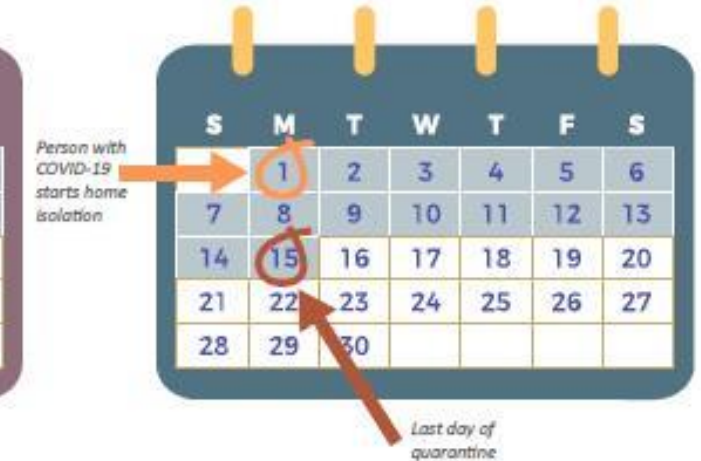 Person with
COVID-19
starts home
isolation
S M T W T F S
1 2 3 4 5 6
7 8 9 10 11 12 13
14 15 16 17 18 19 20
21 22 23 24 25 26 27
28 29 30
Last day of
quarantine